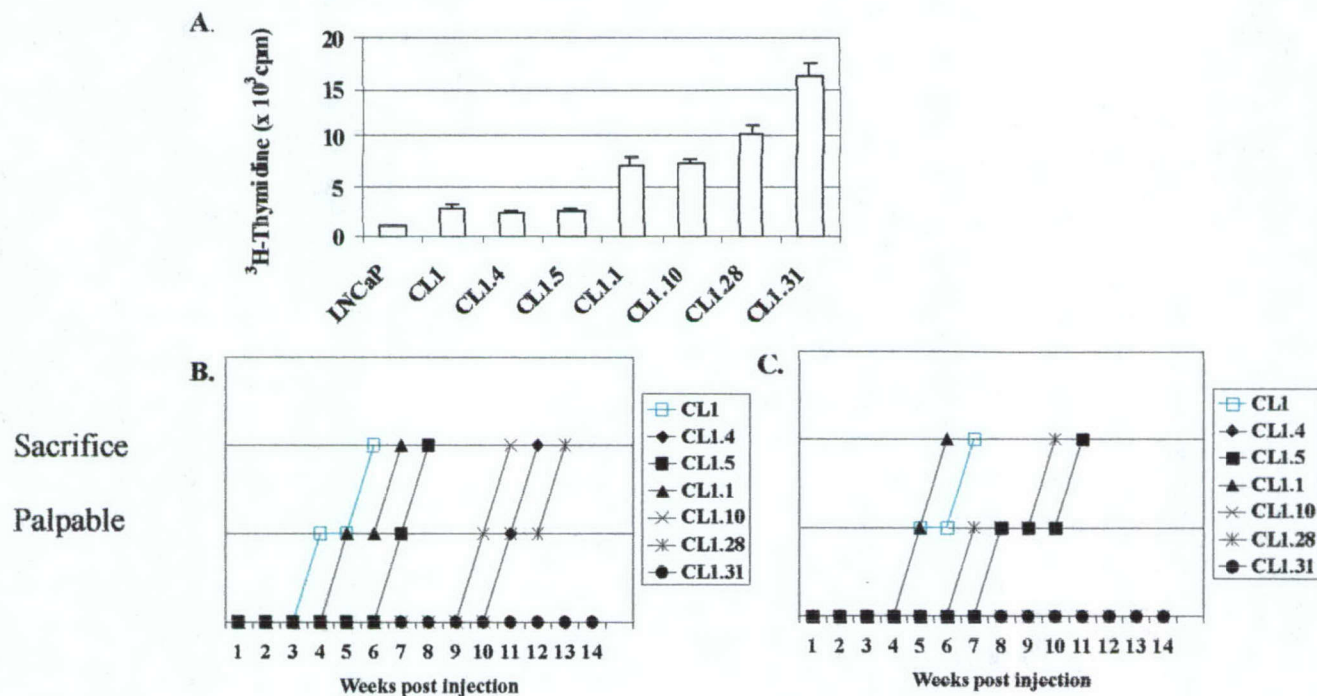 A.
³H-Thymidine (x 10³cpm)
20
15
10
5
0
LNCaP
CL1
CL1.4
CL1.5
CL1.1
CL1.10
CL1.28
CL1.31
B.
CL1
CL1.4
CL1.5
CL1.1
CL1.10
CL1.28
CL1.31
Sacrifice
Palpable
1 2 3 4 5 6 7 8 9 10 11 12 13 14
Weeks post injection
C.
CL1
CL1.4
CL1.5
CL1.1
CL1.10
CL1.28
CL1.31
1 2 3 4 5 6 7 8 9 10 11 12 13 14
Weeks post injection